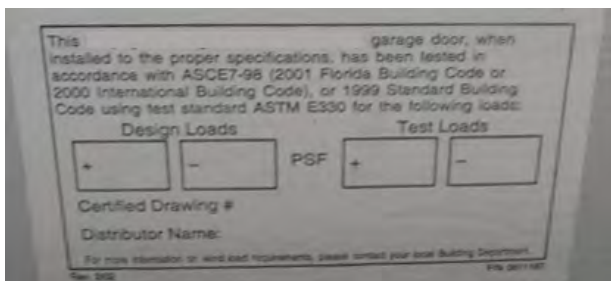 This garage door, when
installed to the proper specifications, has been tested in
accordance with ASCE7-98 (2001 Florida Building Code or
2000 International Building Code), or 1999 Standard Building
Code using test standard ASTM E330 for the following loads:
Design Loads Test Loads
+ - PSF + -
Certified Drawing #
Distributor Name:
For more information on wind load requirements, please contact your local Building Department.
Rev.